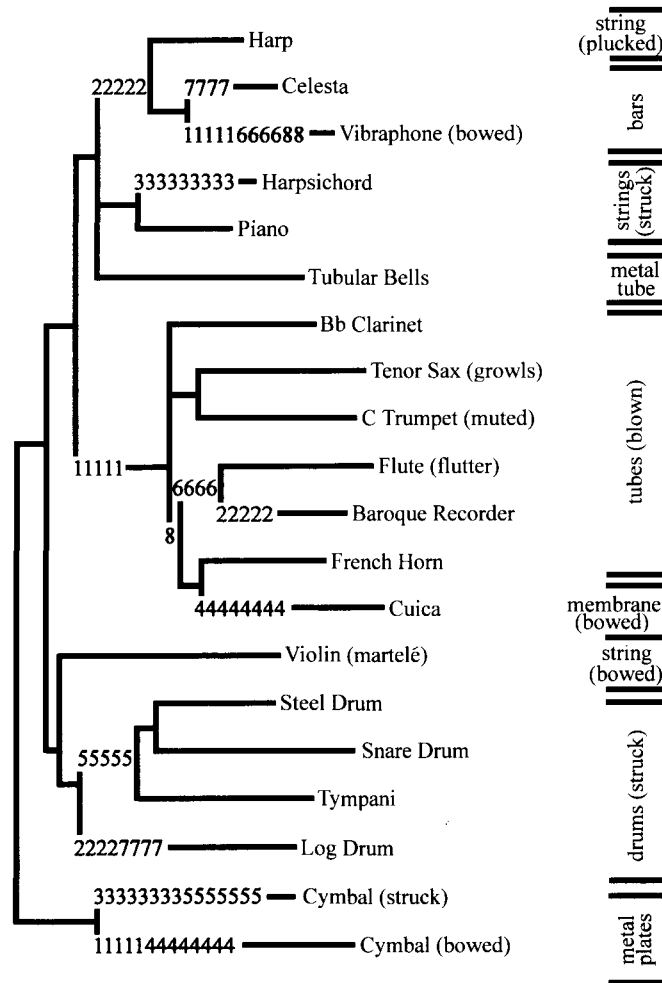 Harp
string
(plucked)
22222
7777
Celesta
bars
11111666688
Vibraphone (bowed)
333333333
Harpsichord
strings
(struck)
Piano
Tubular Bells
metal
tube
Bb Clarinet
Tenor Sax (growls)
C Trumpet (muted)
tubes (blown)
11111
6666
Flute (flutter)
22222
Baroque Recorder
8
French Horn
44444444
Cuica
membrane
(bowed)
Violin (martelé)
string
(bowed)
Steel Drum
55555
Snare Drum
drums (struck)
Tympani
22227777
Log Drum
333333335555555
Cymbal (struck)
metal
plates
1111144444444
Cymbal (bowed)